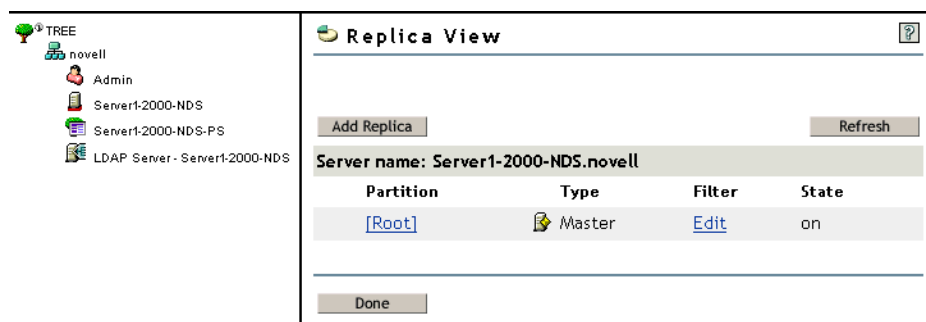 TREE
novell
Admin
Server1-2000-NDS
Server1-2000-NDS-PS
LDAP Server - Server1-2000-NDS
Replica View
?
Add Replica
Refresh
Server name: Server1-2000-NDS.novell
Partition Type Filter State
[Root] Master Edit on
Done